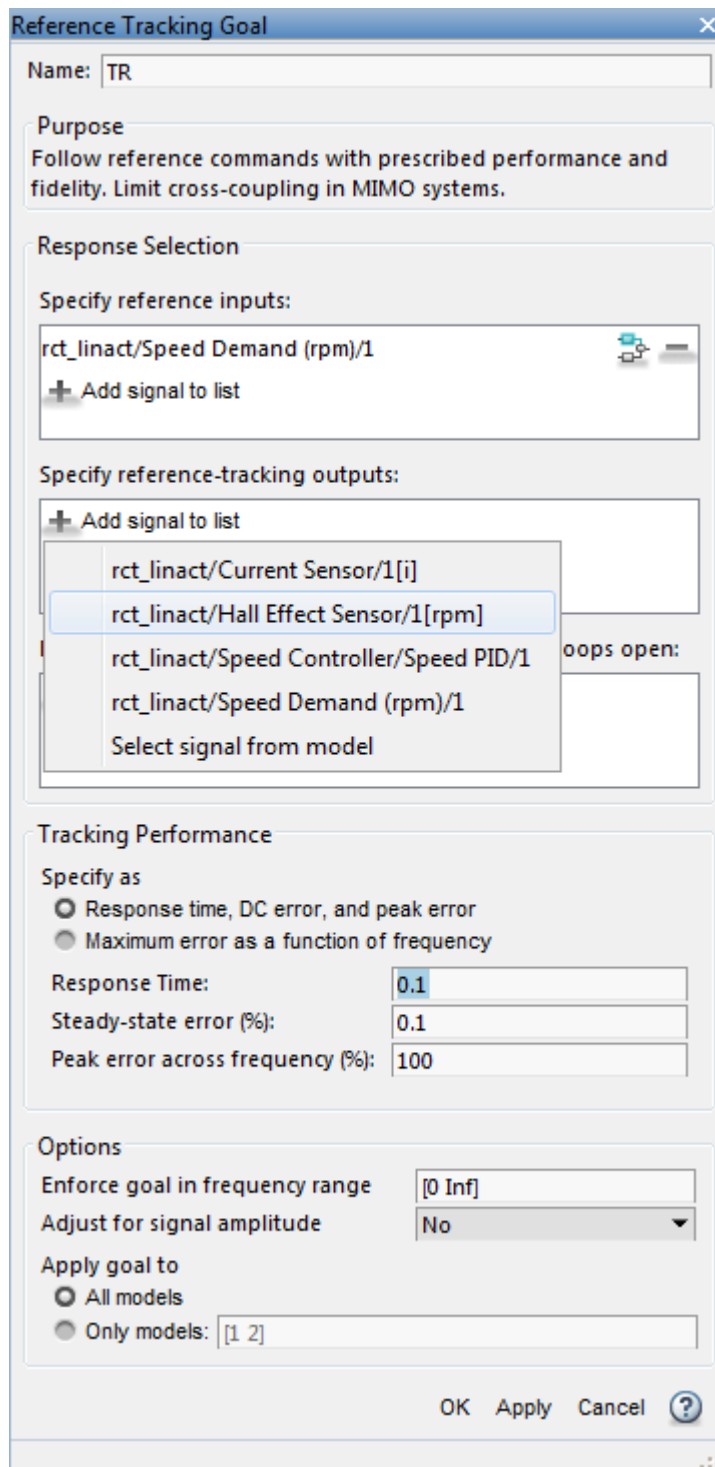 Reference Tracking Goal
Name: TR
Purpose
Follow reference commands with prescribed performance and
fidelity. Limit cross-coupling in MIMO systems.
Response Selection
Specify reference inputs:
rct_linact/Speed Demand (rpm)/1
Add signal to list
Specify reference-tracking outputs:
Add signal to list
rct_linact/Current Sensor/1[i]
rct_linact/Hall Effect Sensor/1[rpm]
rct_linact/Speed Controller/Speed PID/1
oops open:
rct_linact/Speed Demand (rpm)/1
Select signal from model
Tracking Performance
Specify as
Response time, DC error, and peak error
Maximum error as a function of frequency
Response Time: 0.1
Steady-state error (%): 0.1
Peak error across frequency (%): 100
Options
Enforce goal in frequency range [0 Inf]
Adjust for signal amplitude No
Apply goal to
All models
Only models: [1 2]
OK Apply Cancel ?